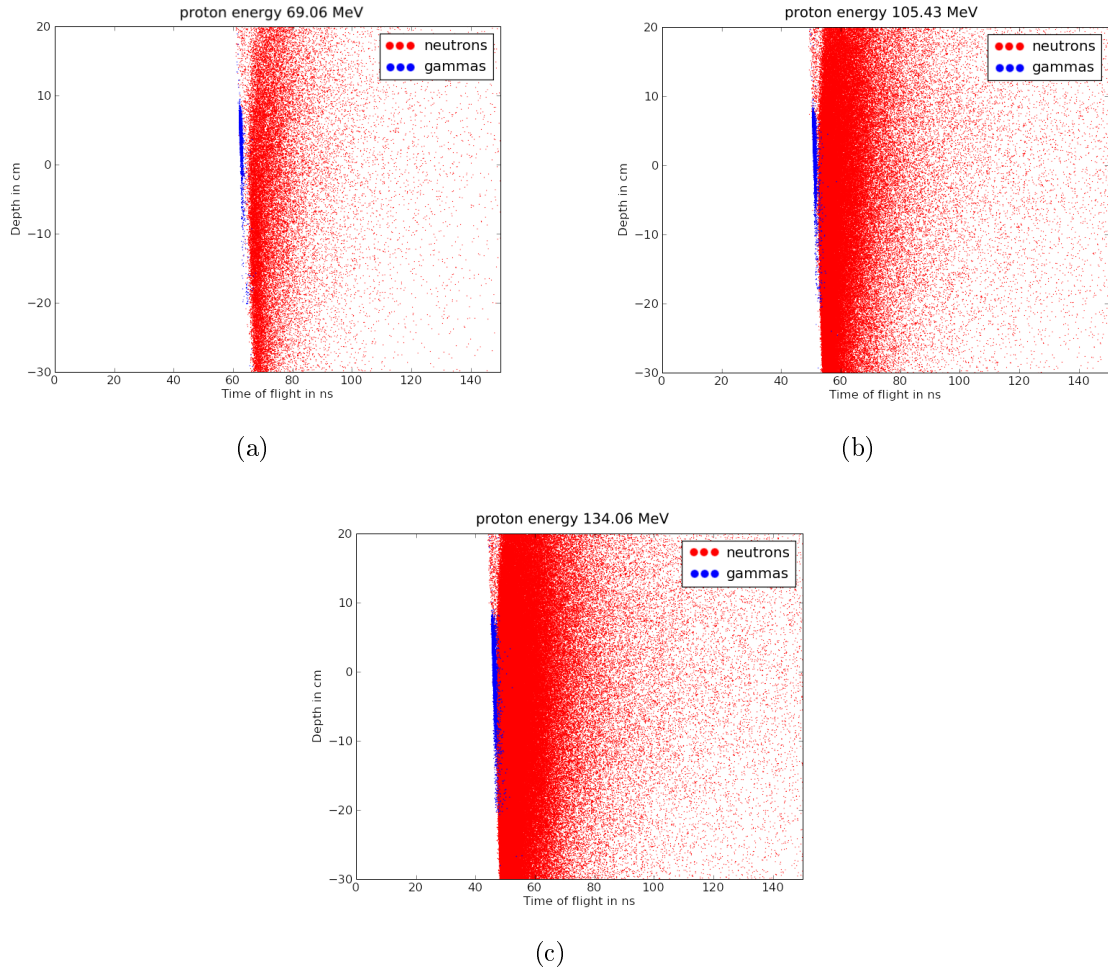 proton energy 69.06 MeV
20
10
0
−10
−20
−30
Depth in cm
0 20 40 60 80 100 120 140
Time of flight in ns
neutrons
gammas
(a)
proton energy 105.43 MeV
20
10
0
−10
−20
−30
Depth in cm
0 20 40 60 80 100 120 140
Time of flight in ns
neutrons
gammas
(b)
proton energy 134.06 MeV
20
10
0
−10
−20
−30
Depth in cm
0 20 40 60 80 100 120 140
Time of flight in ns
neutrons
gammas
(c)